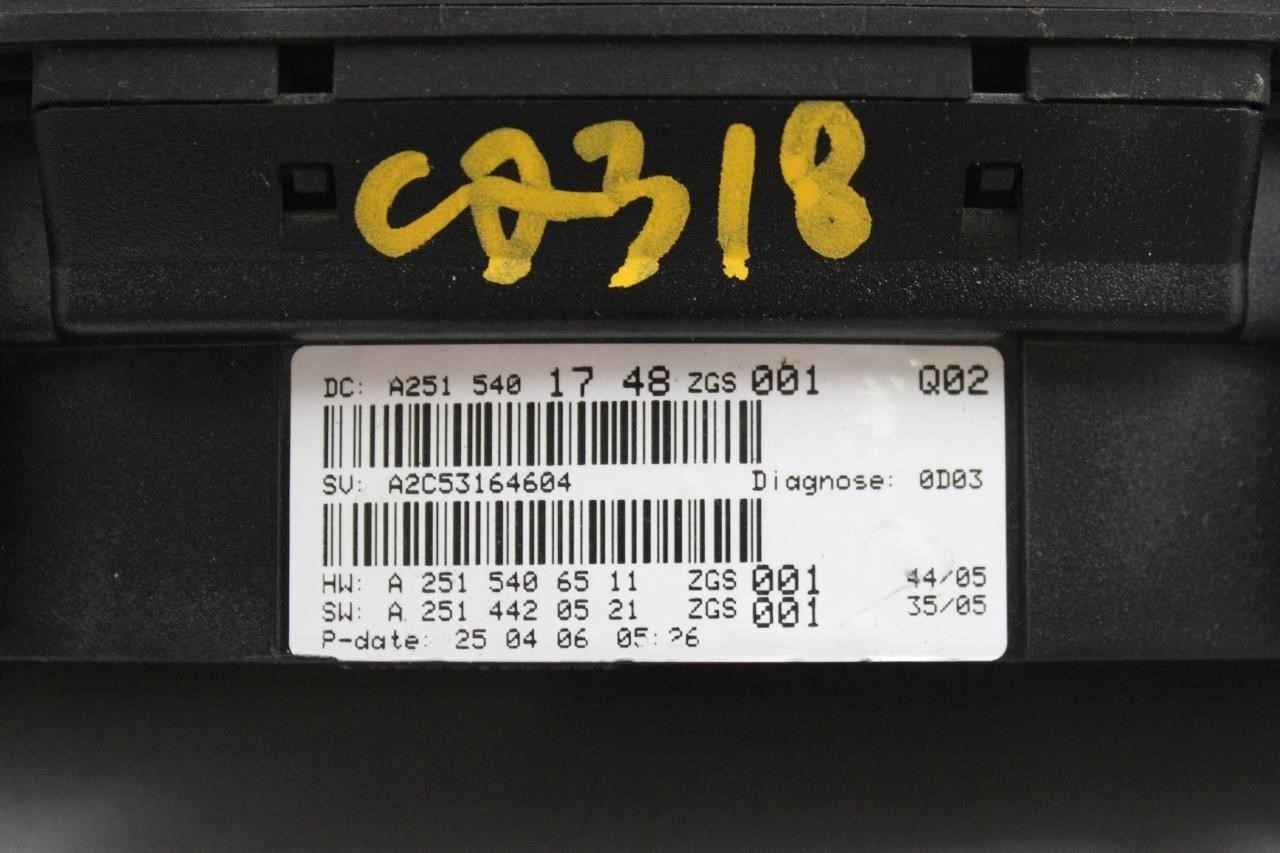 C8318
DC: A251 540 17 48 ZGS 001 Q02
SV: A2C53164604 Diagnose: 0D03
HW: A 251 540 65 11 ZGS 001 44/05
SW: A 251 442 05 21 ZGS 001 35/05
P-date: 25 04 06 05:26